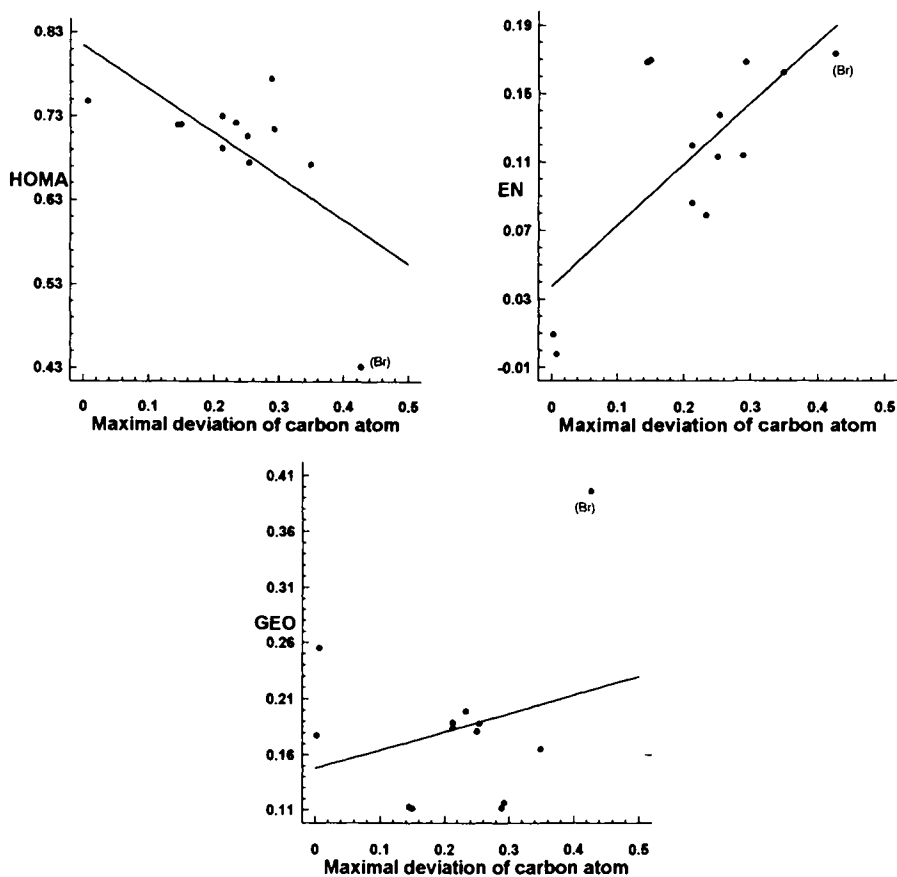 0.83
0.73
HOMA
0.63
0.53
0.43
(Br)
0 0.1 0.2 0.3 0.4 0.5
Maximal deviation of carbon atom
0.19
0.15
0.11
EN
0.07
0.03
-0.01
(Br)
0 0.1 0.2 0.3 0.4 0.5
Maximal deviation of carbon atom
0.41
0.36
0.31
GEO
0.26
0.21
0.16
0.11
(Br)
0 0.1 0.2 0.3 0.4 0.5
Maximal deviation of carbon atom